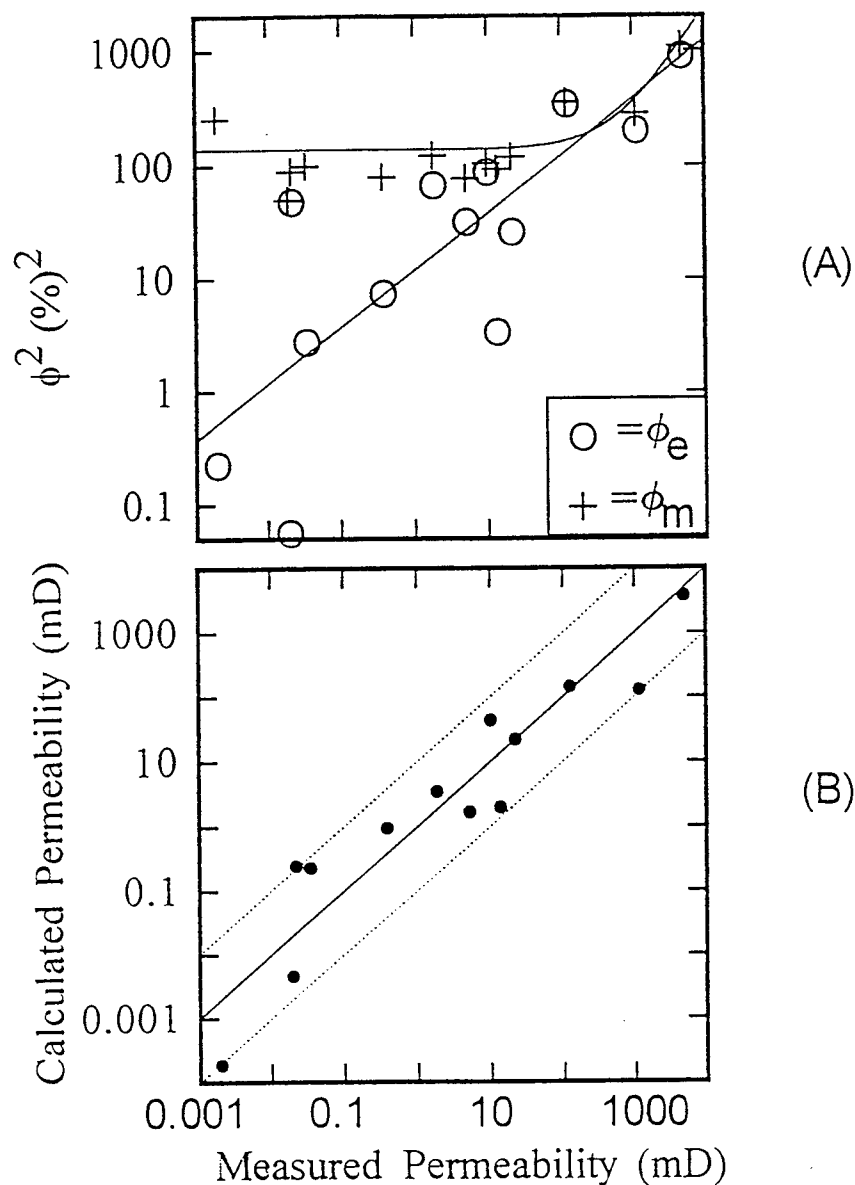 1000
100
10
1
0.1
ϕ² (%)²
(A)
O =ϕe
+ =ϕm
1000
10
0.1
0.001
Calculated Permeability (mD)
(B)
0.001 0.1 10 1000
Measured Permeability (mD)